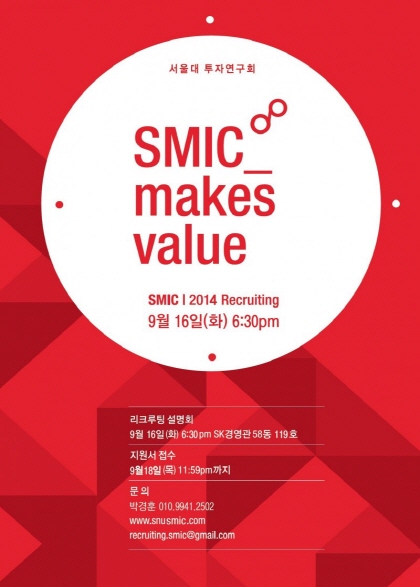 서울대 투자연구회
SMIC_
makes
value
SMIC | 2014 Recruiting
9월 16일(화) 6:30pm
리크루팅 설명회
9월 16일(화) 6:30pm SK경영관 58동 119호
지원서 접수
9월18일(목) 11:59pm까지
문 의
박경훈 010.9941.2502
www.snusmic.com
recruiting.smic@gmail.com